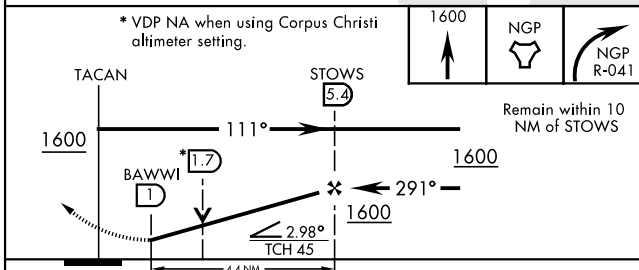 * VDP NA when using Corpus Christi
altimeter setting.
1600
NGP
NGP
R-041
TACAN
STOWS
5.4
Remain within 10
NM of STOWS
1600
111°
1600
BAWWI
1
*
1.7
291°
1600
2.98°
TCH 45
4.4 NM